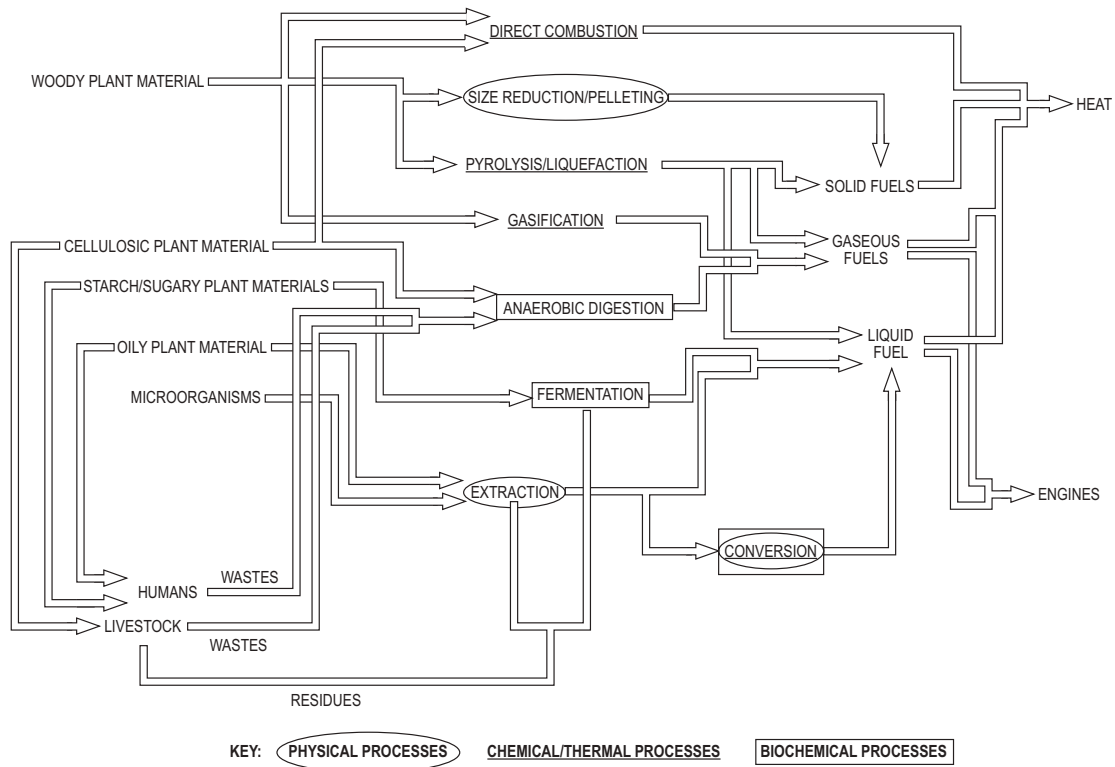 DIRECT COMBUSTION
WOODY PLANT MATERIAL
SIZE REDUCTION/PELLETING
HEAT
PYROLYSIS/LIQUEFACTION
SOLID FUELS
GASIFICATION
CELLULOSIC PLANT MATERIAL
GASEOUS
FUELS
STARCH/SUGARY PLANT MATERIALS
ANAEROBIC DIGESTION
OILY PLANT MATERIAL
LIQUID
FUEL
MICROORGANISMS
FERMENTATION
EXTRACTION
ENGINES
CONVERSION
WASTES
HUMANS
LIVESTOCK
WASTES
RESIDUES
KEY: PHYSICAL PROCESSES CHEMICAL/THERMAL PROCESSES BIOCHEMICAL PROCESSES